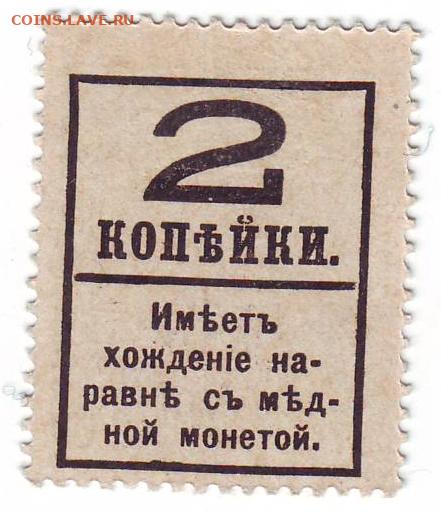 COINS.LAVE.RU
2
КОПѢЙКИ.
Имѣетъ
хожденіе на-
равнѣ съ мѣд-
ной монетой.